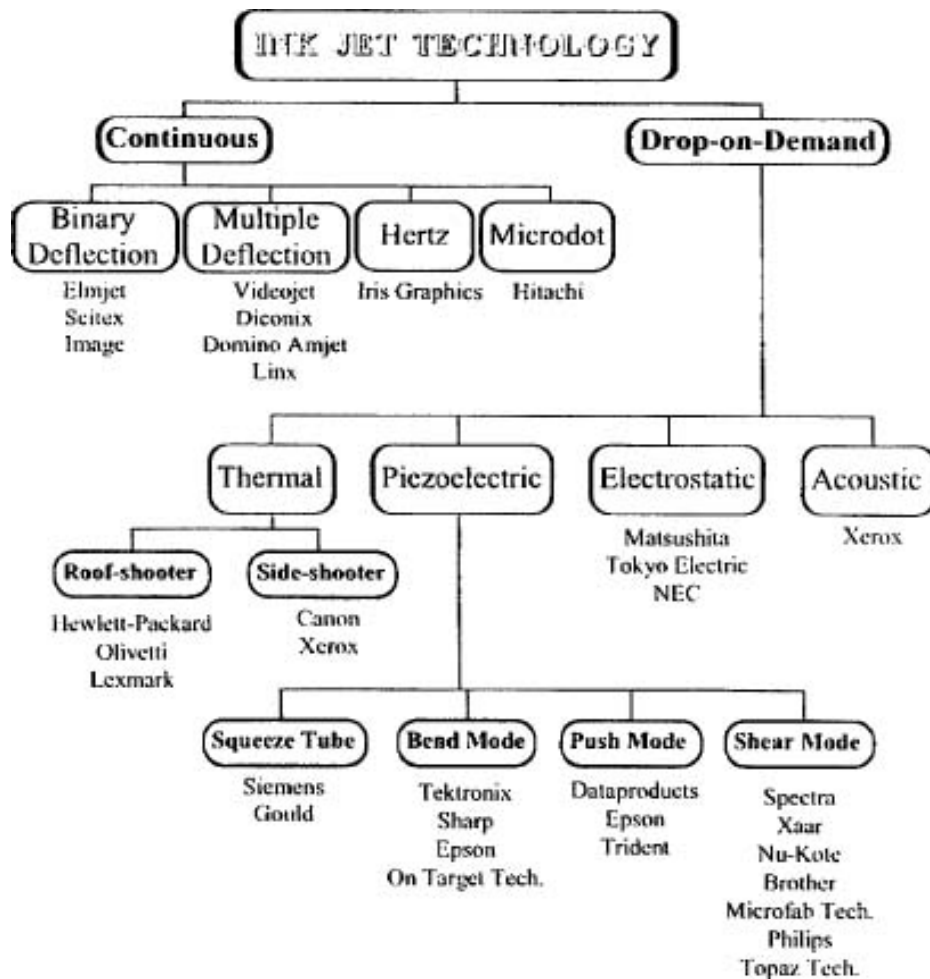 INK JET TECHNOLOGY
Continuous
Drop-on-Demand
Binary
Deflection
Multiple
Deflection
Hertz
Microdot
Elmjet
Scitex
Image
Videojet
Diconix
Domino Amjet
Linx
Iris Graphics
Hitachi
Thermal
Piezoelectric
Electrostatic
Acoustic
Matsushita
Tokyo Electric
NEC
Xerox
Roof-shooter
Side-shooter
Hewlett-Packard
Olivetti
Lexmark
Canon
Xerox
Squeeze Tube
Bend Mode
Push Mode
Shear Mode
Siemens
Gould
Tektronix
Sharp
Epson
On Target Tech.
Dataproducts
Epson
Trident
Spectra
Xaar
Nu-Kote
Brother
Microfab Tech.
Philips
Topaz Tech.